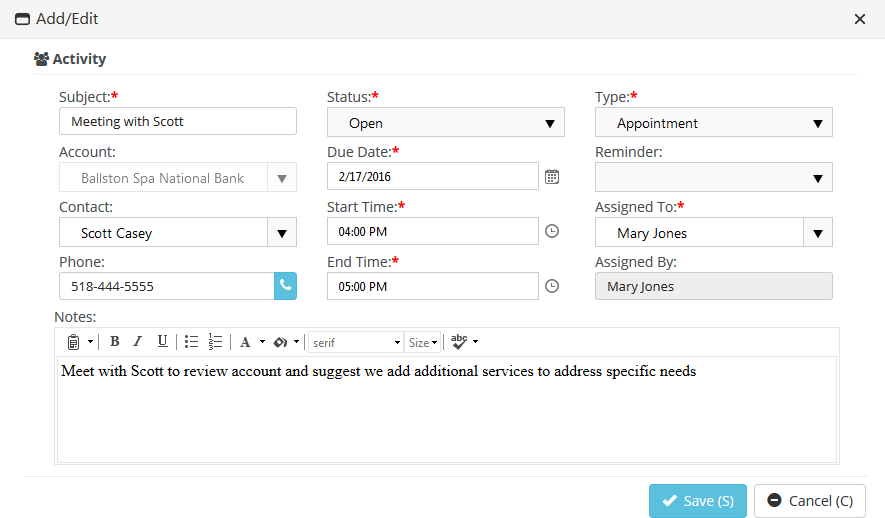 Add/Edit
Activity
Subject:* Status:* Type:*
Meeting with Scott Open Appointment
Account: Due Date:* Reminder:
Ballston Spa National Bank 2/17/2016
Contact: Start Time:* Assigned To:*
Scott Casey 04:00 PM Mary Jones
Phone: End Time:* Assigned By:
518-444-5555 05:00 PM Mary Jones
Notes:
B I U A serif Size abc
Meet with Scott to review account and suggest we add additional services to address specific needs
Save (S) Cancel (C)